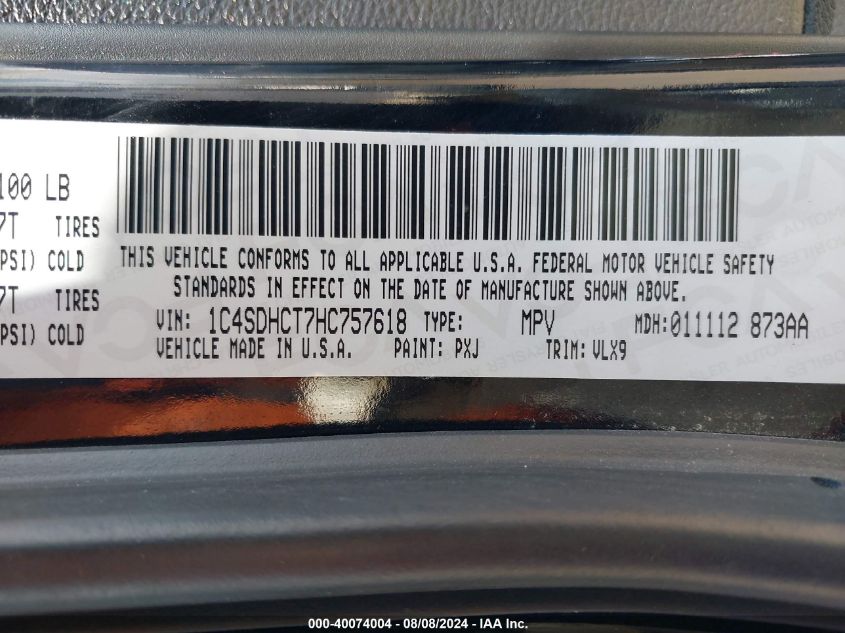 100 LB
7T TIRES
PSI) COLD
7T TIRES
PSI) COLD
THIS VEHICLE CONFORMS TO ALL APPLICABLE U.S.A. FEDERAL MOTOR VEHICLE SAFETY
STANDARDS IN EFFECT ON THE DATE OF MANUFACTURE SHOWN ABOVE.
VIN: 1C4SDHCT7HC757618 TYPE: MPV MDH:011112 873AA
VEHICLE MADE IN U.S.A. PAINT: PXJ TRIM: VLX9
000-40074004 - 08/08/2024 - IAA Inc.